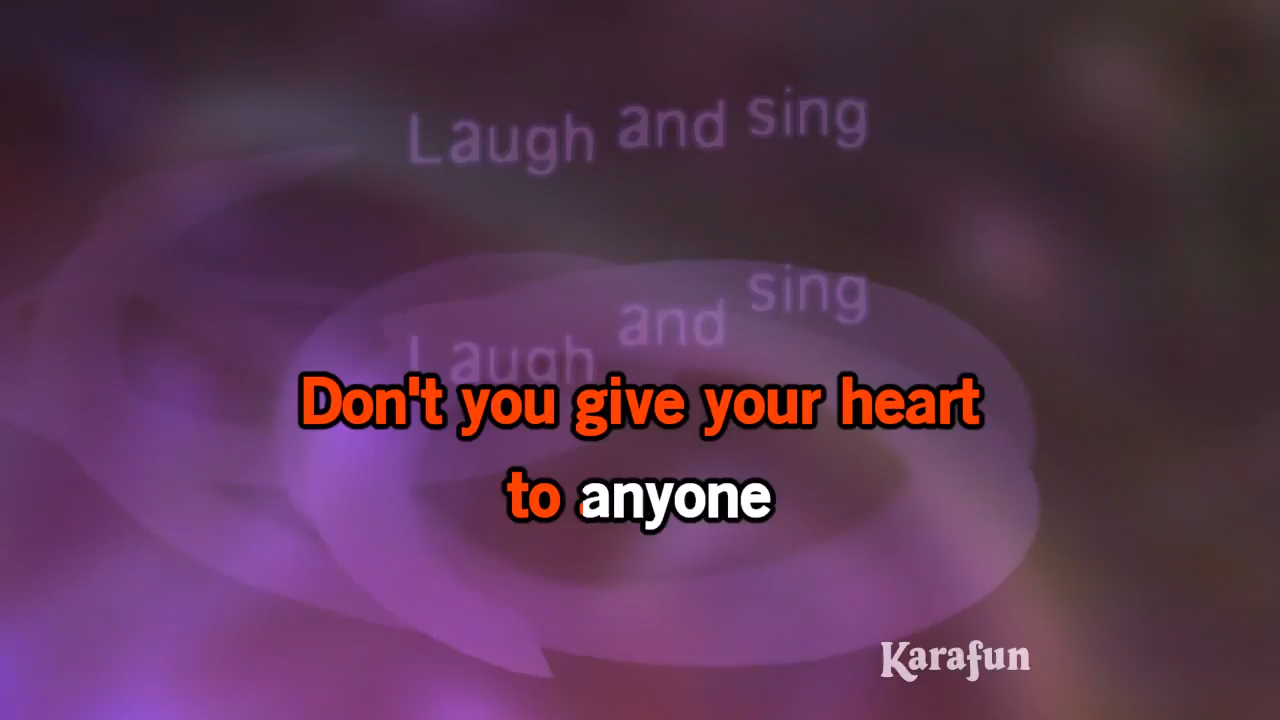 Laugh and sing
Laugh and sing
Don't you give your heart
to anyone
Karafun